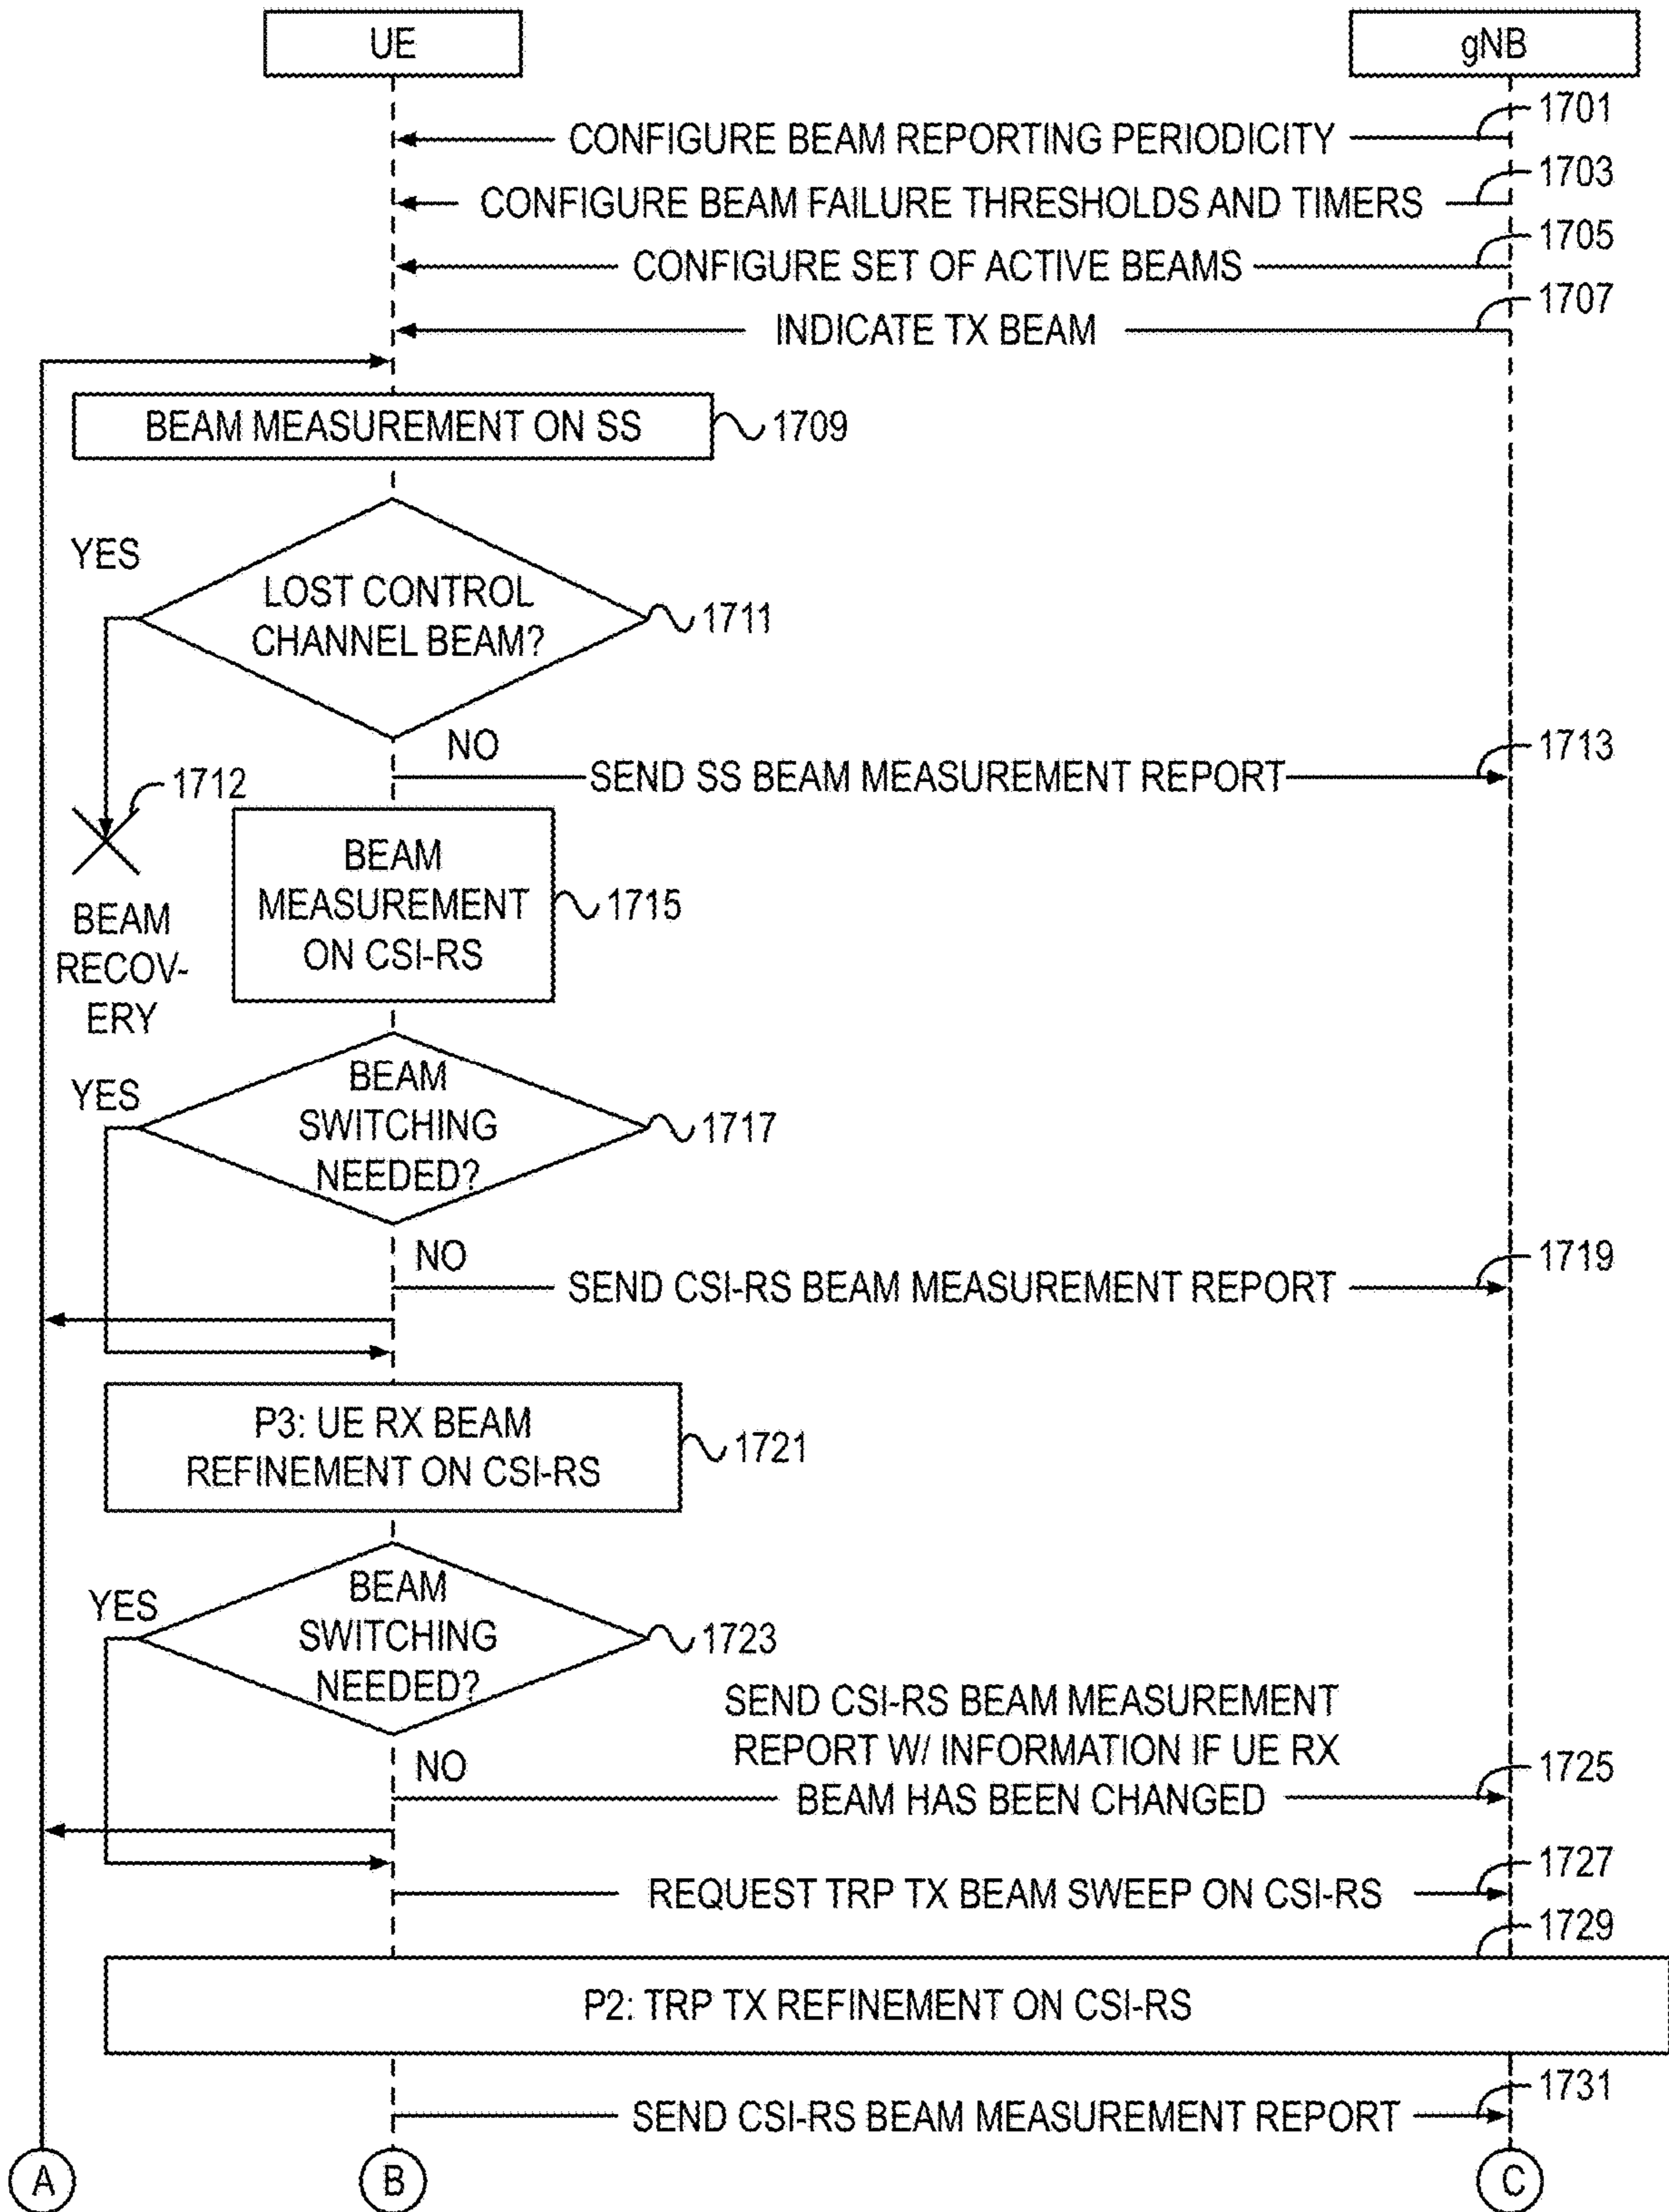 UE
gNB
1701
CONFIGURE BEAM REPORTING PERIODICITY
1703
CONFIGURE BEAM FAILURE THRESHOLDS AND TIMERS
1705
CONFIGURE SET OF ACTIVE BEAMS
1707
INDICATE TX BEAM
BEAM MEASUREMENT ON SS
1709
YES
LOST CONTROL
CHANNEL BEAM?
1711
NO
1713
SEND SS BEAM MEASUREMENT REPORT
1712
BEAM
RECOV-
ERY
BEAM
MEASUREMENT
ON CSI-RS
1715
YES
BEAM
SWITCHING
NEEDED?
1717
NO
1719
SEND CSI-RS BEAM MEASUREMENT REPORT
P3: UE RX BEAM
REFINEMENT ON CSI-RS
1721
YES
BEAM
SWITCHING
NEEDED?
1723
NO
SEND CSI-RS BEAM MEASUREMENT
REPORT W/ INFORMATION IF UE RX
BEAM HAS BEEN CHANGED
1725
1727
REQUEST TRP TX BEAM SWEEP ON CSI-RS
1729
P2: TRP TX REFINEMENT ON CSI-RS
1731
SEND CSI-RS BEAM MEASUREMENT REPORT
A
B
C